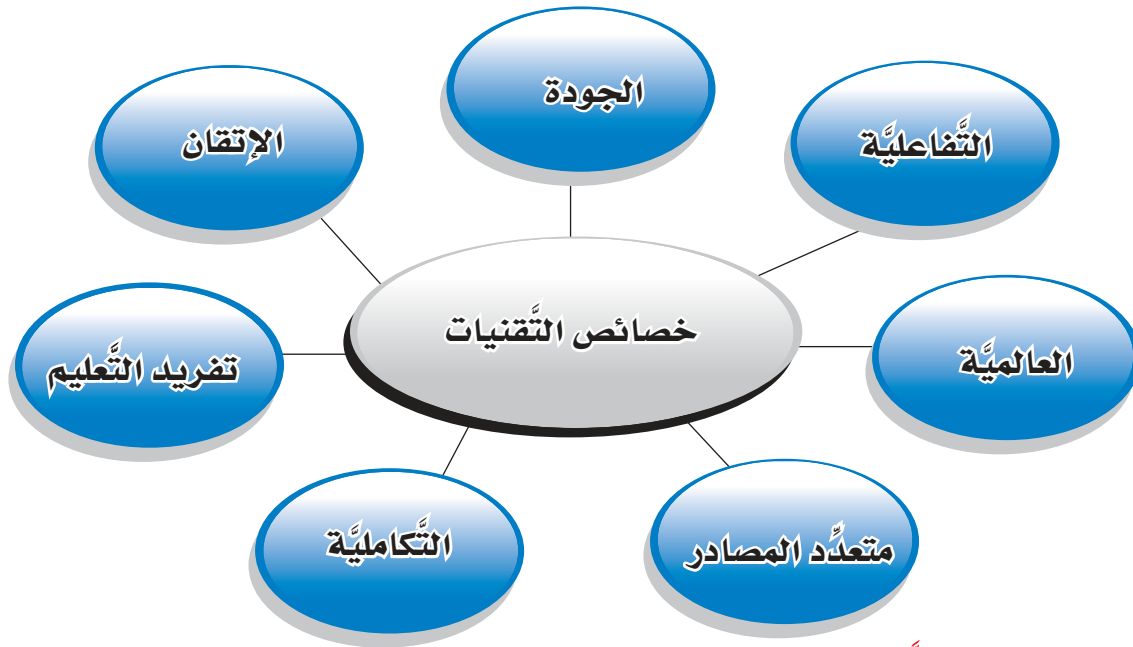 الجودة
التَّفاعليَّة
الإتقان
خصائص التَّقنيات
العالميَّة
تفريد التَّعليم
متعدِّد المصادر
التَّكامليَّة